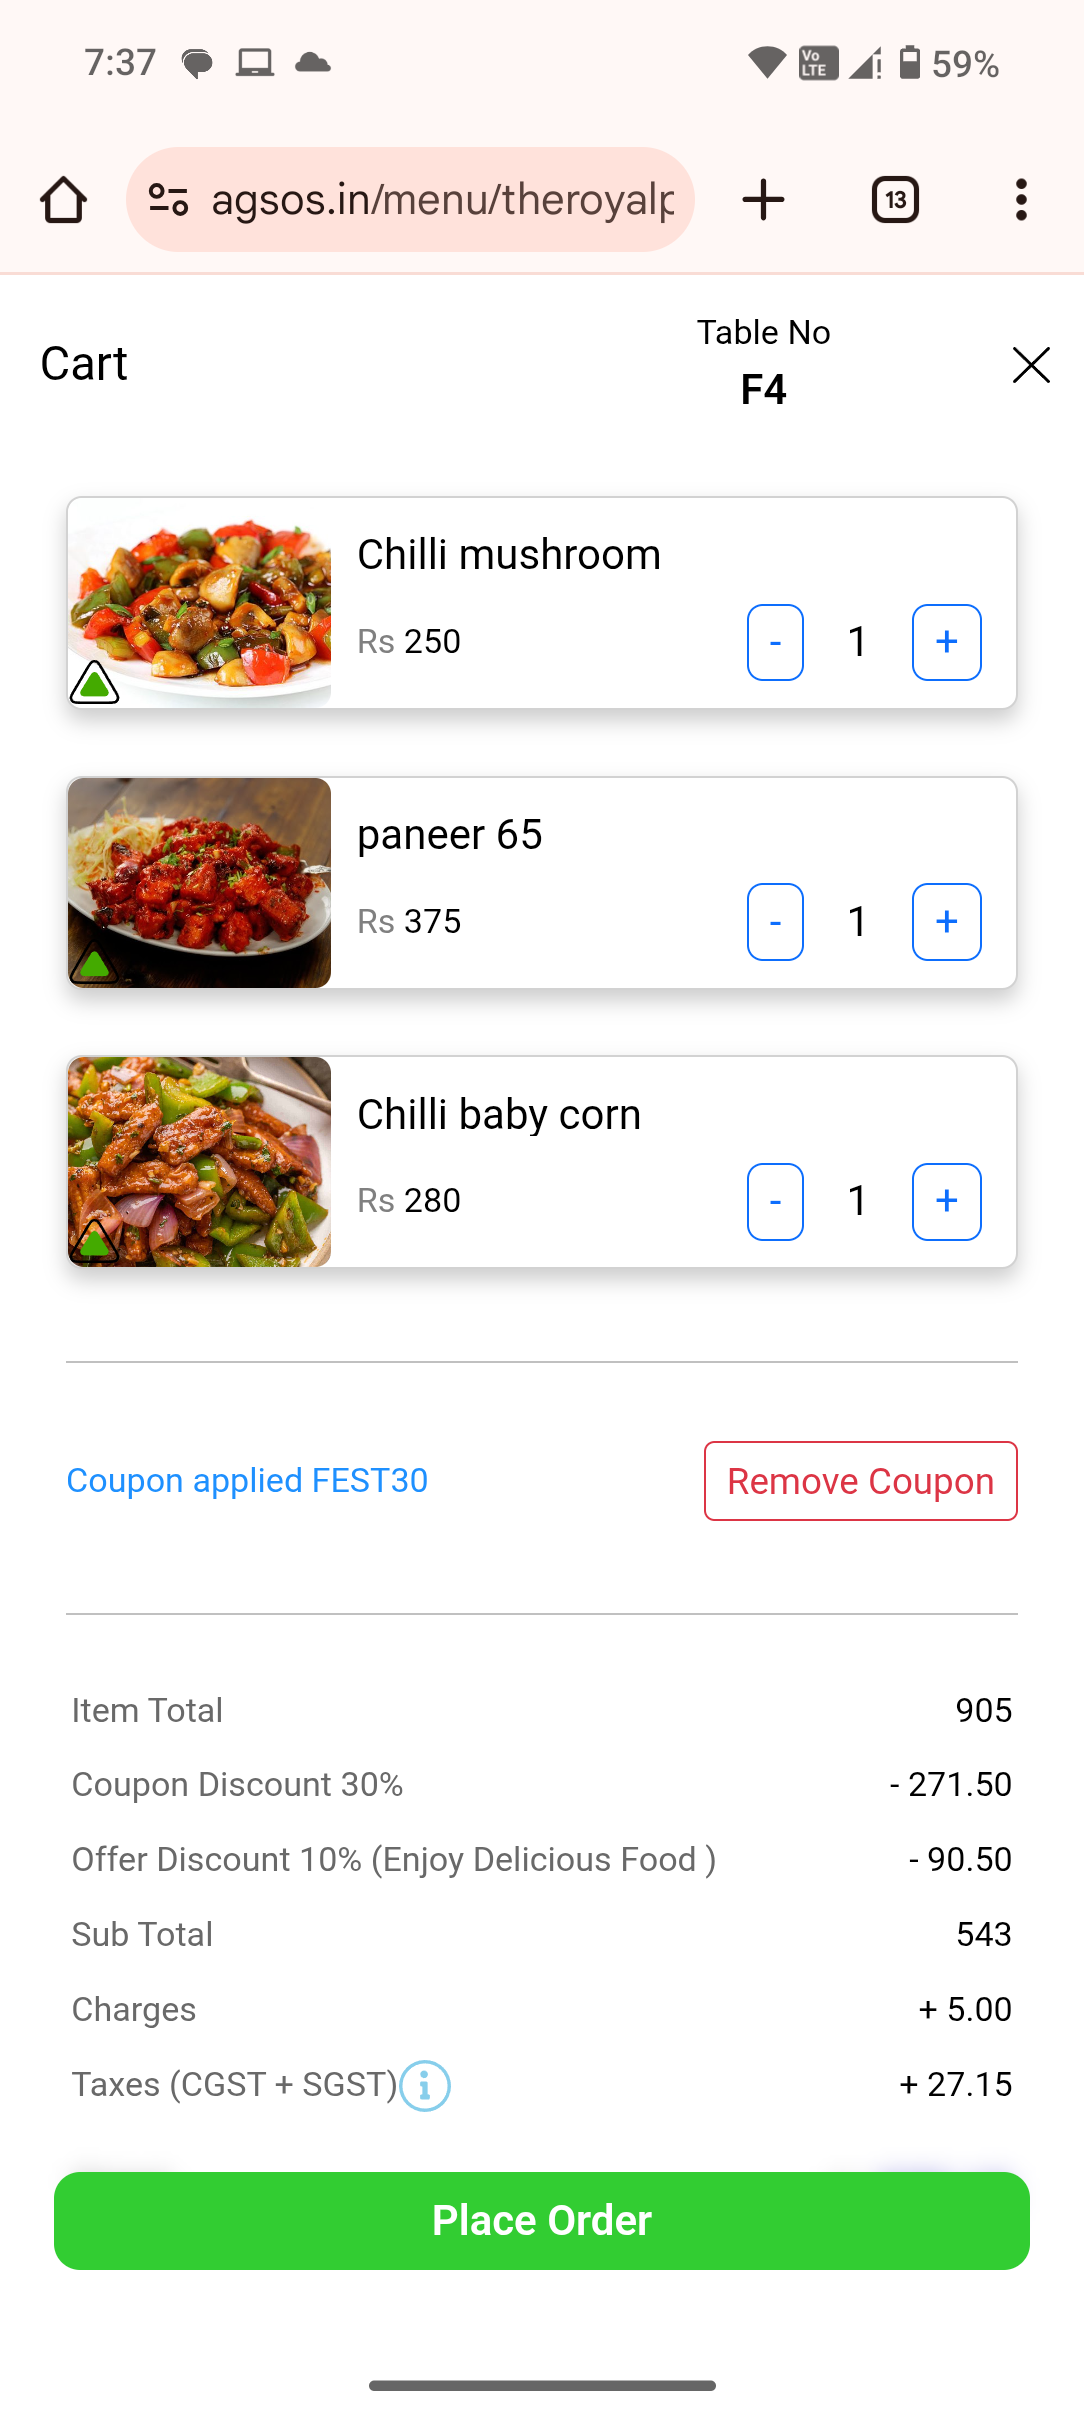 7:37
Vo LTE
59%
agsos.in/menu/theroyalp
13
Cart
Table No
F4
Chilli mushroom
Rs 250
- 1 +
paneer 65
Rs 375
- 1 +
Chilli baby corn
Rs 280
- 1 +
Coupon applied FEST30
Remove Coupon
Item Total 905
Coupon Discount 30% - 271.50
Offer Discount 10% (Enjoy Delicious Food ) - 90.50
Sub Total 543
Charges + 5.00
Taxes (CGST + SGST) i + 27.15
Place Order